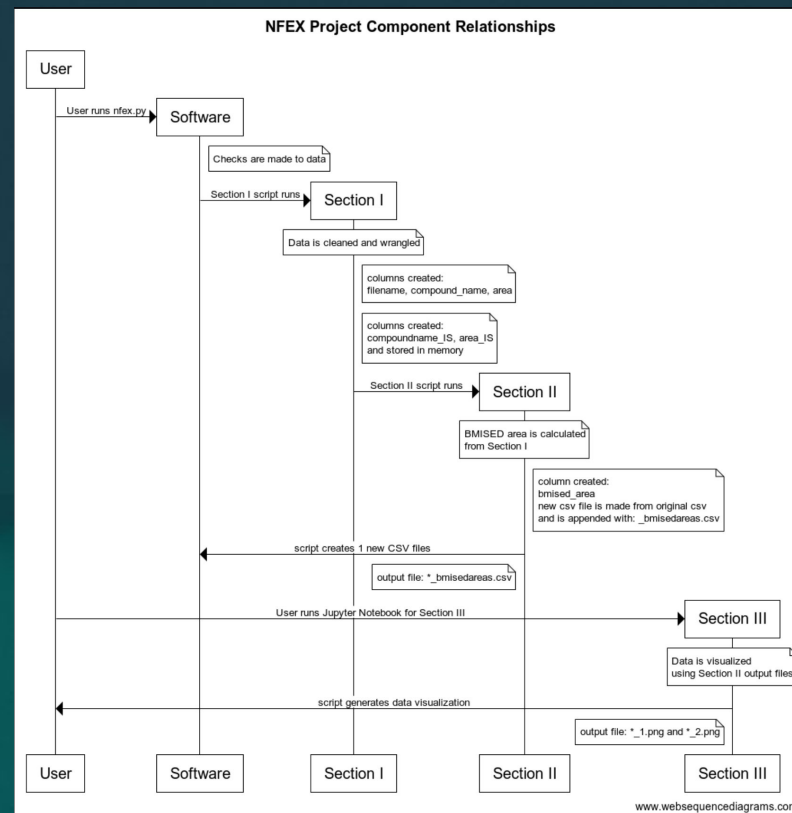 NFEX Project Component Relationships
User
User runs nfex.py
Software
Checks are made to data
Section I script runs
Section I
Data is cleaned and wrangled
columns created:
filename, compound_name, area
columns created:
compoundname_IS, area_IS
and stored in memory
Section II script runs
Section II
BMISED area is calculated
from Section I
column created:
bmised_area
new csv file is made from original csv
and is appended with: _bmisedareas.csv
script creates 1 new CSV files
output file: *_bmisedareas.csv
User runs Jupyter Notebook for Section III
Section III
Data is visualized
using Section II output files
script generates data visualization
output file: *_1.png and *_2.png
User
Software
Section I
Section II
Section III
www.websequencediagrams.com